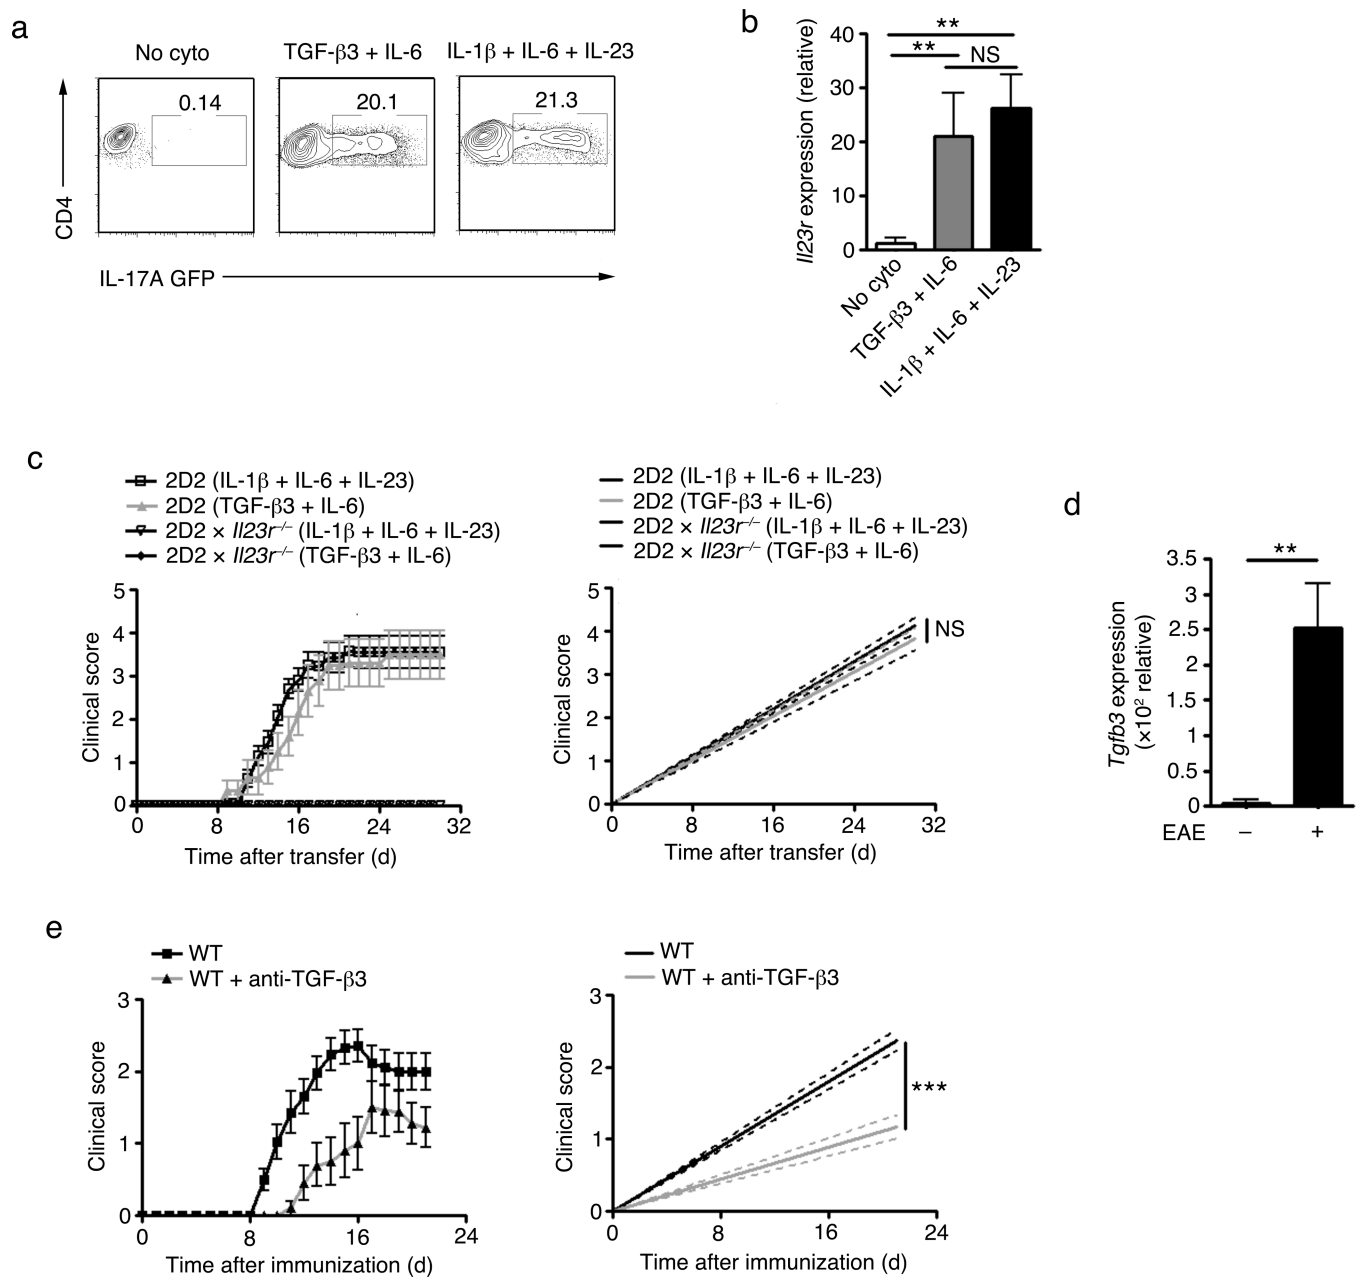 a
No cyto
TGF-β3 + IL-6
IL-1β + IL-6 + IL-23
0.14
20.1
21.3
CD4
IL-17A GFP
b
Il23r expression (relative)
40
30
20
10
0
**
**
NS
No cyto
TGF-β3 + IL-6
IL-1β + IL-6 + IL-23
c
2D2 (IL-1β + IL-6 + IL-23)
2D2 (TGF-β3 + IL-6)
2D2 × Il23r–/– (IL-1β + IL-6 + IL-23)
2D2 × Il23r–/– (TGF-β3 + IL-6)
Clinical score
5
4
3
2
1
0
0 8 16 24 32
Time after transfer (d)
2D2 (IL-1β + IL-6 + IL-23)
2D2 (TGF-β3 + IL-6)
2D2 × Il23r–/– (IL-1β + IL-6 + IL-23)
2D2 × Il23r–/– (TGF-β3 + IL-6)
Clinical score
5
4
3
2
1
0
NS
0 8 16 24 32
Time after transfer (d)
d
Tgfb3 expression
(×10² relative)
3.5
3
2.5
2
1.5
1
0.5
0
**
EAE – +
e
WT
WT + anti-TGF-β3
Clinical score
3
2
1
0
0 8 16 24
Time after immunization (d)
WT
WT + anti-TGF-β3
Clinical score
3
2
1
0
***
0 8 16 24
Time after immunization (d)